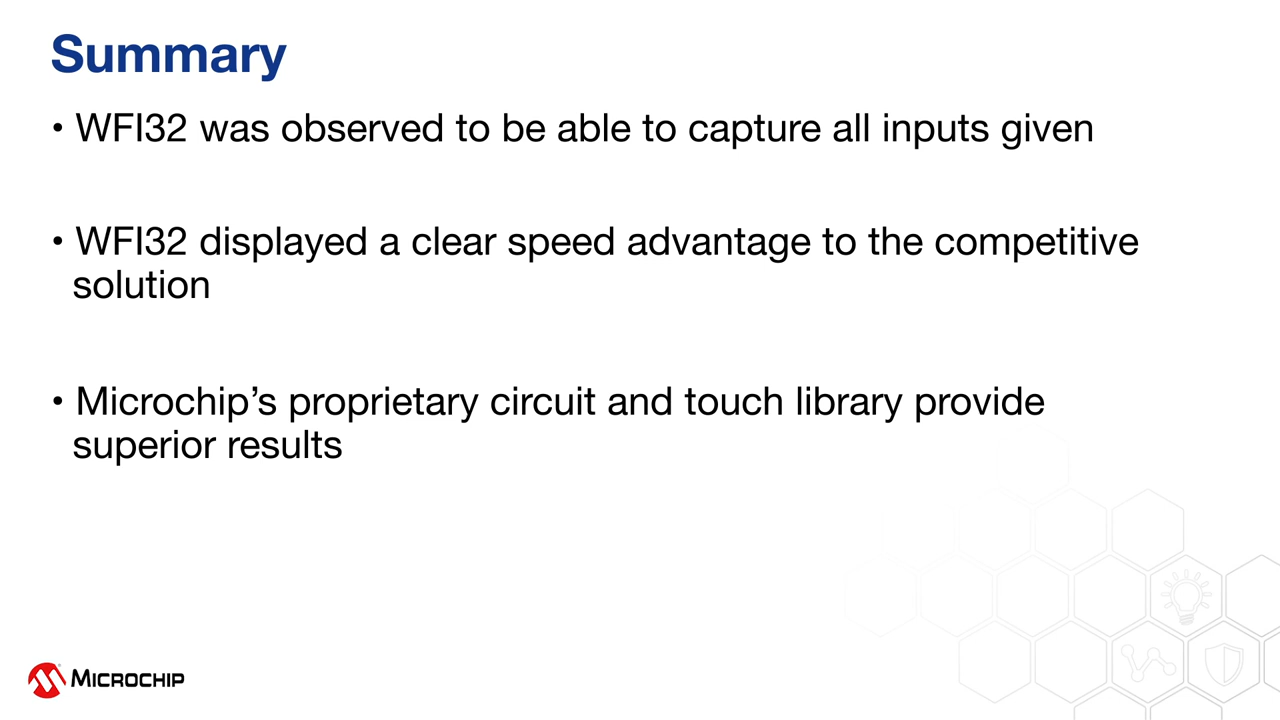 Summary
• WFI32 was observed to be able to capture all inputs given
• WFI32 displayed a clear speed advantage to the competitive
solution
• Microchip’s proprietary circuit and touch library provide
superior results
MICROCHIP